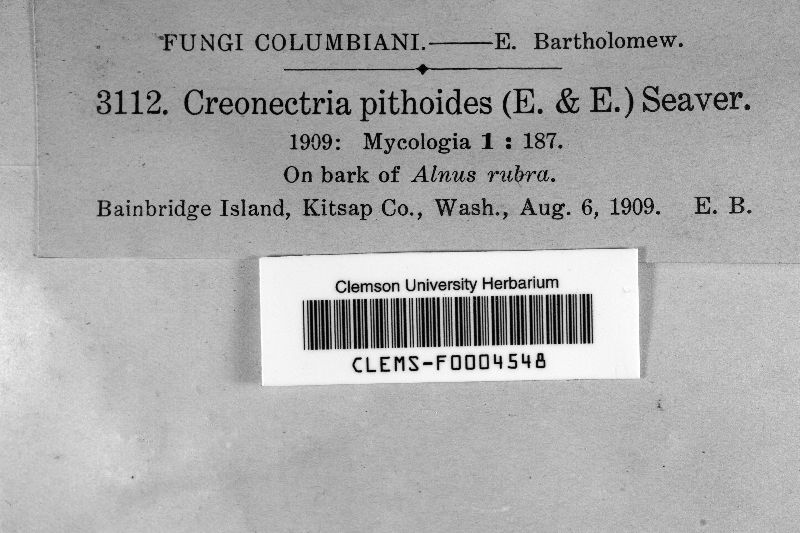 FUNGI COLUMBIANI.——E. Bartholomew.
3112. Creonectria pithoides (E. & E.) Seaver.
1909: Mycologia 1 : 187.
On bark of Alnus rubra.
Bainbridge Island, Kitsap Co., Wash., Aug. 6, 1909. E. B.
Clemson University Herbarium
CLEMS-F0004548